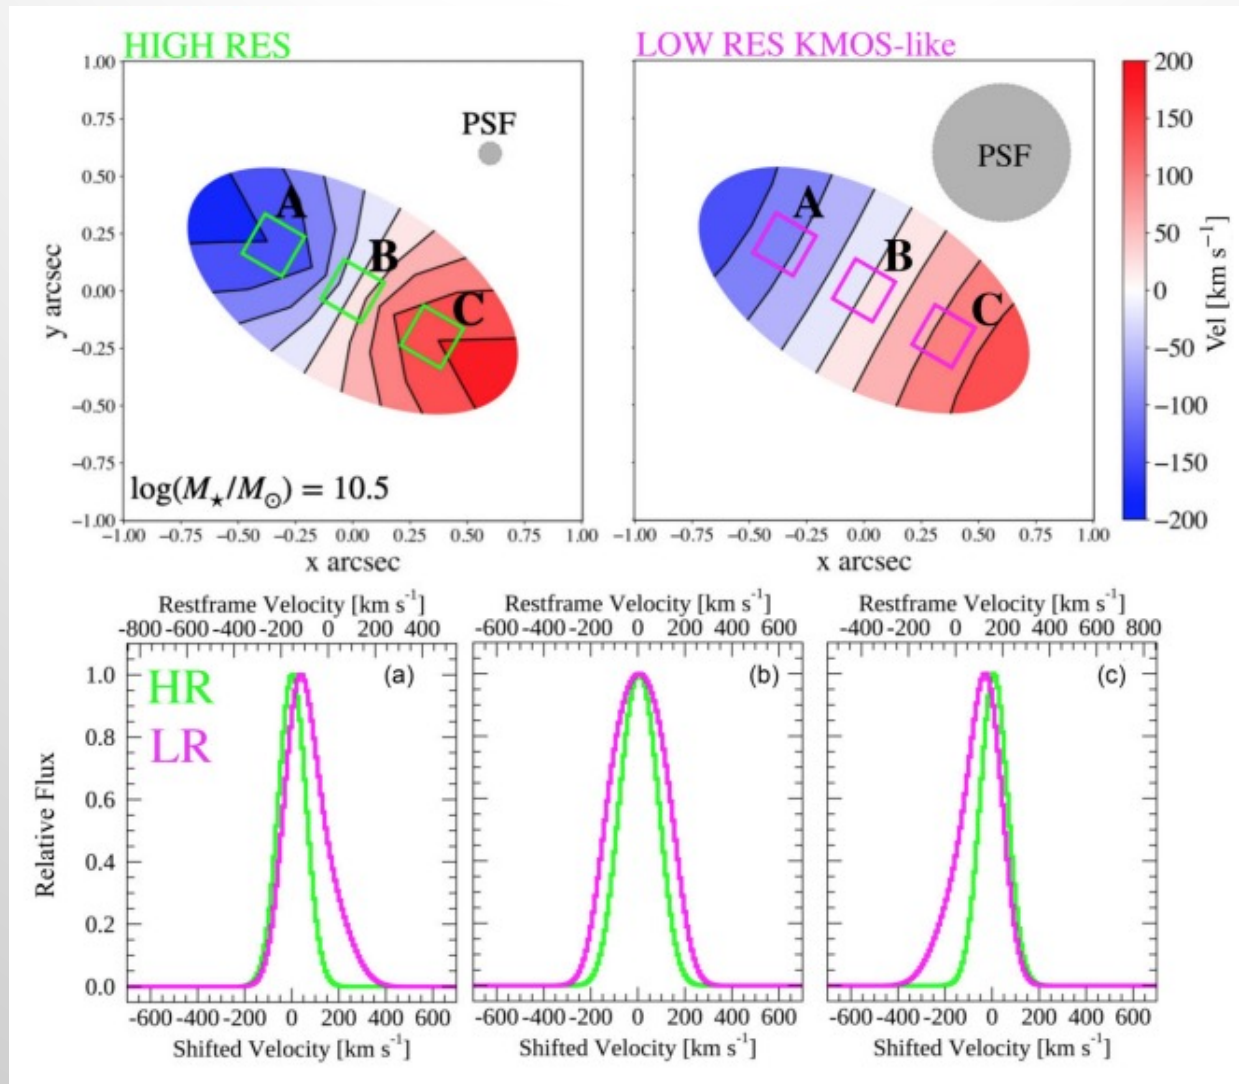 HIGH RES
LOW RES KMOS-like
1.00
0.75
0.50
0.25
0.00
−0.25
−0.50
−0.75
−1.00
y arcsec
PSF
A
B
C
log(M★/M⊙) = 10.5
−1.00 −0.75 −0.50 −0.25 0.00 0.25 0.50 0.75 1.00
x arcsec
PSF
A
B
C
−1.00 −0.75 −0.50 −0.25 0.00 0.25 0.50 0.75 1.00
x arcsec
200
150
100
50
0
−50
−100
−150
−200
Vel [km s⁻¹]
Restframe Velocity [km s⁻¹]
-800 -600 -400 -200 0 200 400
(a)
HR
LR
1.0
0.8
0.6
0.4
0.2
0.0
Relative Flux
-600 -400 -200 0 200 400 600
Shifted Velocity [km s⁻¹]
Restframe Velocity [km s⁻¹]
-600 -400 -200 0 200 400 600
(b)
-600 -400 -200 0 200 400 600
Shifted Velocity [km s⁻¹]
Restframe Velocity [km s⁻¹]
-400 -200 0 200 400 600 800
(c)
-600 -400 -200 0 200 400 600
Shifted Velocity [km s⁻¹]